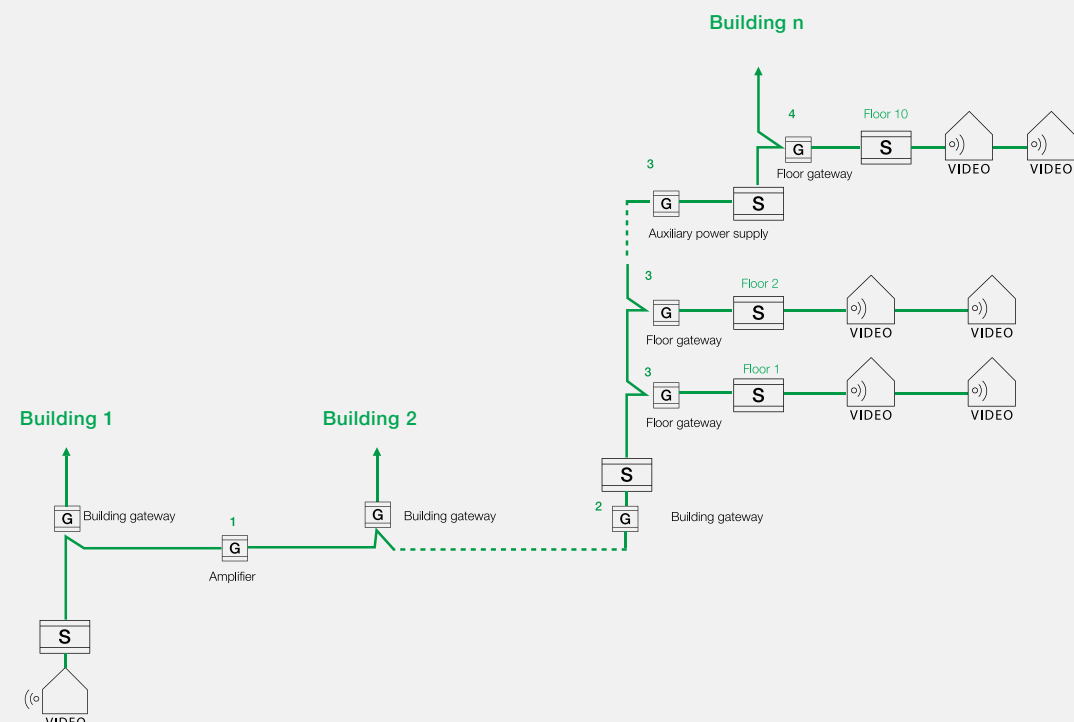 Building n
4
Floor 10
G
S
VIDEO
VIDEO
Floor gateway
3
G
S
Auxiliary power supply
3
Floor 2
G
S
VIDEO
VIDEO
Floor gateway
3
Floor 1
G
S
VIDEO
VIDEO
Floor gateway
Building 1
Building 2
S
2
G
Building gateway
G
Building gateway
G
Building gateway
1
G
Amplifier
S
VIDEO